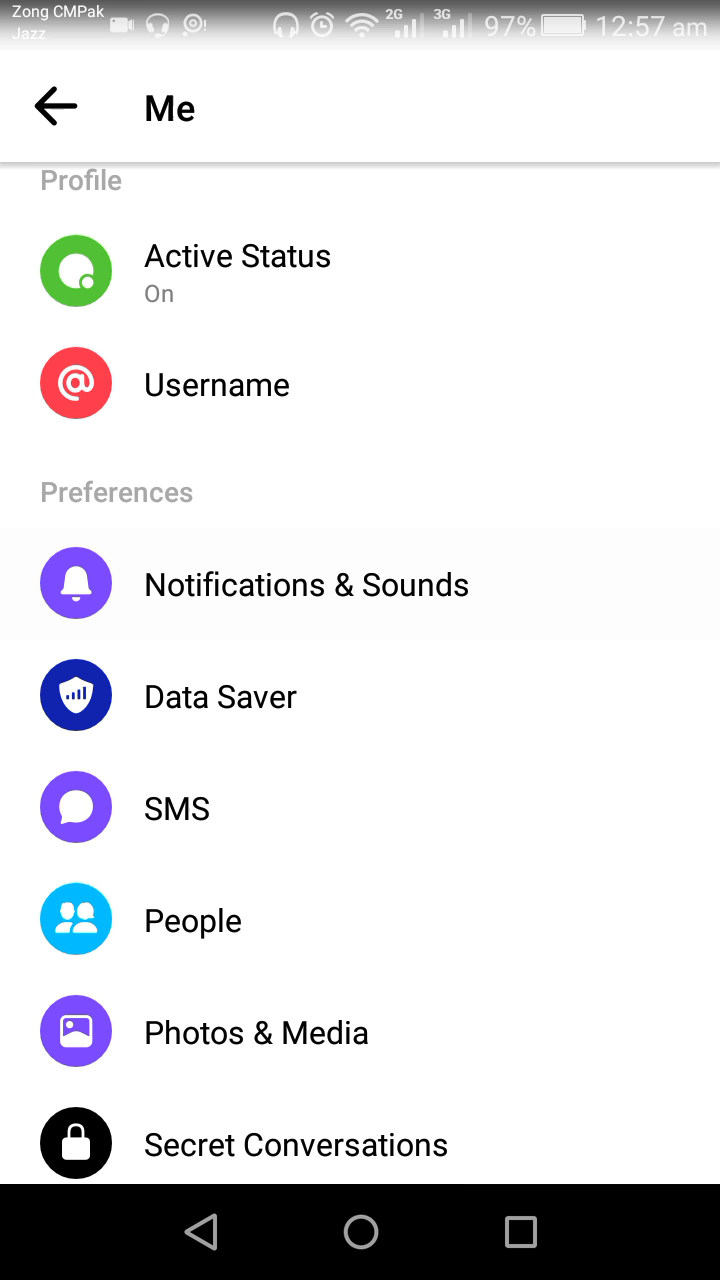 Zong CMPak
Jazz
2G 3G 97% 12:57 am
Me
Profile
Active Status
On
Username
Preferences
Notifications & Sounds
Data Saver
SMS
People
Photos & Media
Secret Conversations